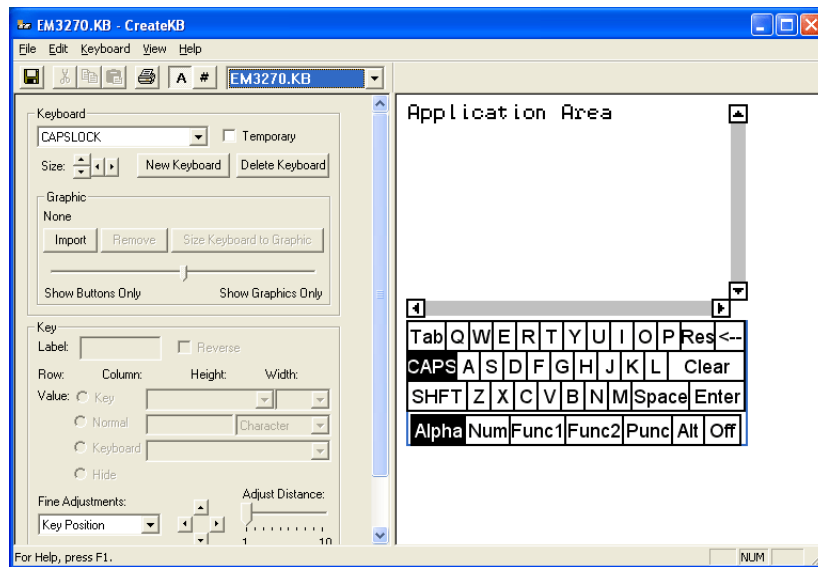 EM3270.KB - CreateKB
File Edit Keyboard View Help
A # EM3270.KB
Keyboard
CAPSLOCK Temporary
Size: New Keyboard Delete Keyboard
Graphic
None
Import Remove Size Keyboard to Graphic
Show Buttons Only Show Graphics Only
Key
Label: Reverse
Row: Column: Height: Width:
Value: Key
Normal Character
Keyboard
Hide
Fine Adjustments: Adjust Distance:
Key Position
1 10
Application Area
Tab Q W E R T Y U I O P Res <--
CAPS A S D F G H J K L Clear
SHFT Z X C V B N M Space Enter
Alpha Num Func1 Func2 Punc Alt Off
For Help, press F1. NUM